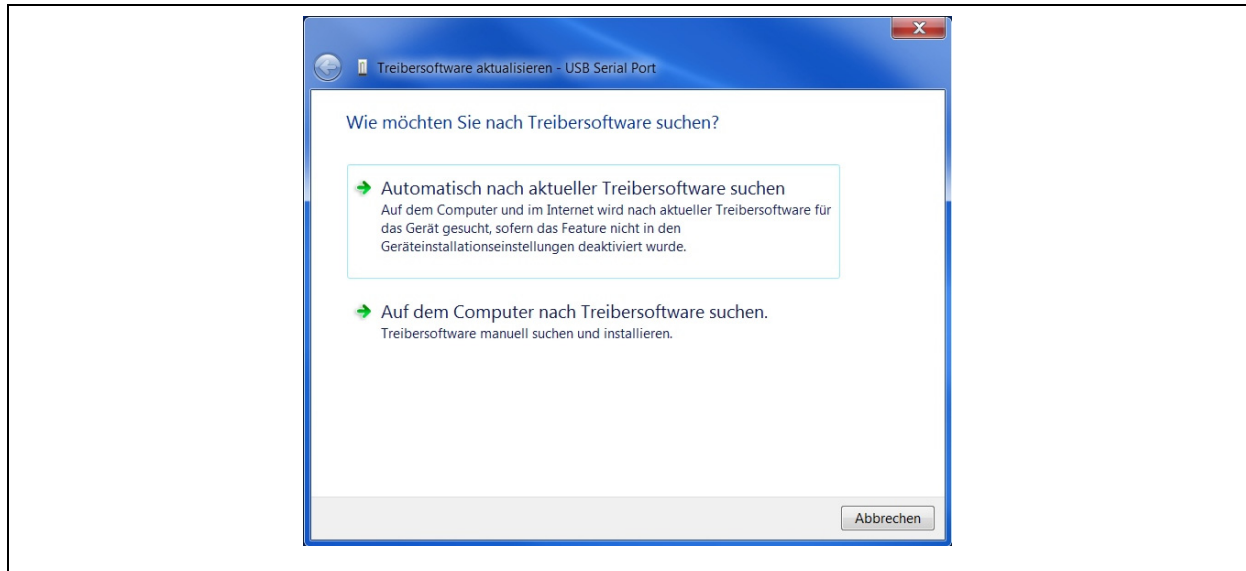 X
Treibersoftware aktualisieren - USB Serial Port
Wie möchten Sie nach Treibersoftware suchen?
Automatisch nach aktueller Treibersoftware suchen
Auf dem Computer und im Internet wird nach aktueller Treibersoftware für
das Gerät gesucht, sofern das Feature nicht in den
Geräteinstallationseinstellungen deaktiviert wurde.
Auf dem Computer nach Treibersoftware suchen.
Treibersoftware manuell suchen und installieren.
Abbrechen